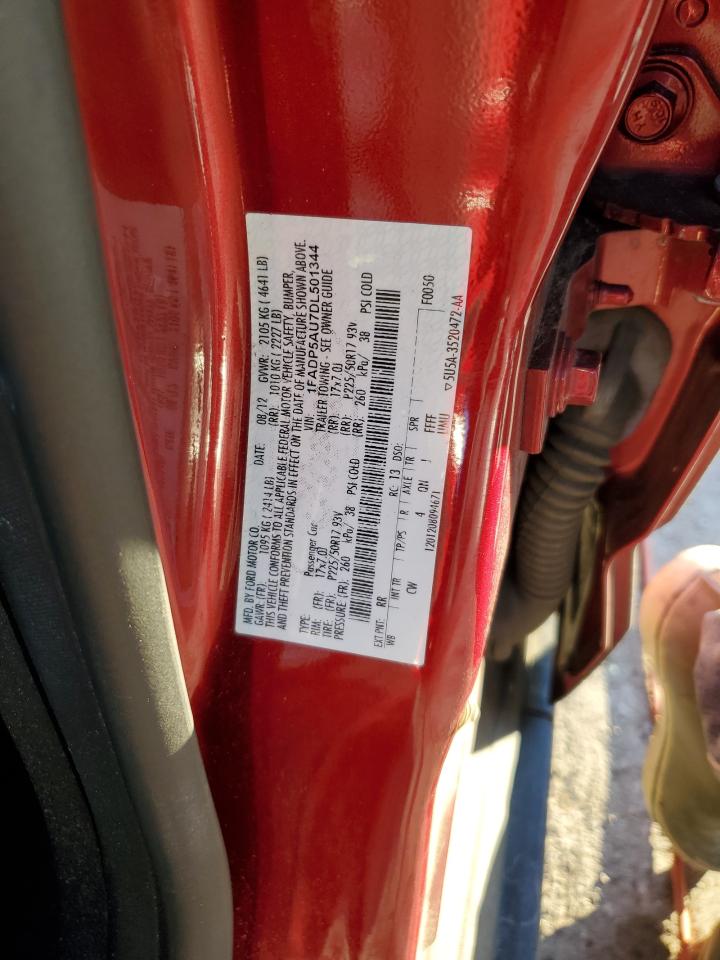 MFD. BY FORD MOTOR CO.
DATE: 08/12 GVWR: 2105 KG ( 4641 LB)
GAWR: (FR): 1095 KG ( 2414 LB) (RR): 1010 KG ( 2227 LB)
THIS VEHICLE CONFORMS TO ALL APPLICABLE FEDERAL MOTOR VEHICLE SAFETY, BUMPER,
AND THEFT PREVENTION STANDARDS IN EFFECT ON THE DATE OF MANUFACTURE SHOWN ABOVE.
VIN: 1FADP5AU7DL501344
TYPE: Passenger Car TRAILER TOWING - SEE OWNER GUIDE
RIM: (FR): 17x7.0J (RR): 17x7.0J
TIRE: (FR): P225/50R17 93V (RR): P225/50R17 93V
PRESSURE (FR): 260 kPa/ 38 PSI COLD (RR): 260 kPa/ 38 PSI COLD
EXT PNT: RR RC: 13 DSO: F0050
WB INT TR TP/PS R AXLE TR SPR
CW 4 QN J FFFF UMU
1201208094671
▽5U5A-3520472-AA